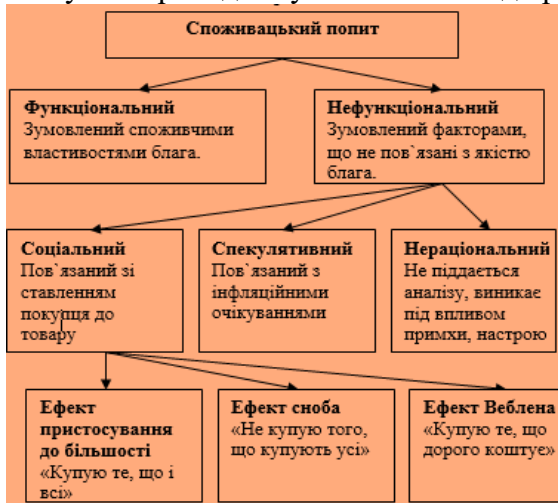 Споживацький попит
Функціональний
Зумовлений споживчими
властивостями блага.
Нефункціональний
Зумовлений факторами,
що не пов`язані з якістю
блага.
Соціальний
Пов`язаний зі
ставленням
покупця до
товару
Спекулятивний
Пов`язаний з
інфляційними
очікуваннями
Нераціональний
Не піддається
аналізу, виникає
під впливом
примхи, настрою
Ефект
пристосування
до більшості
«Купую те, що і
всі»
Ефект сноба
«Не купую того,
що купують усі»
Ефект Веблена
«Купую те, що
дорого коштує»